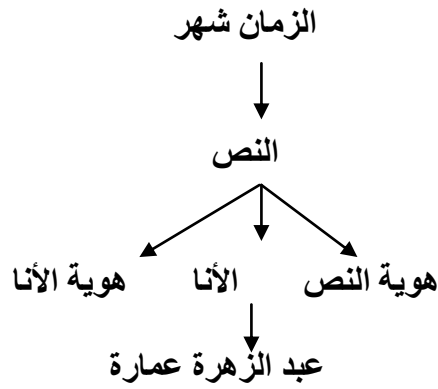 الزمان شهر
النص
هوية النص الأنا هوية الأنا
عبد الزهرة عمارة